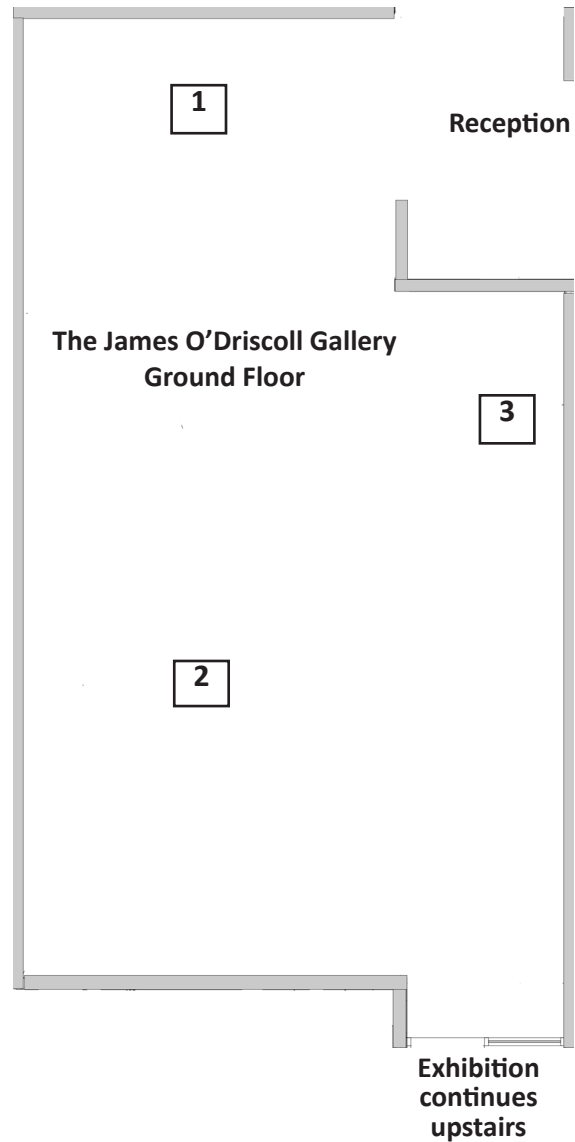 1
Reception
The James O’Driscoll Gallery
Ground Floor
3
2
Exhibition
continues
upstairs